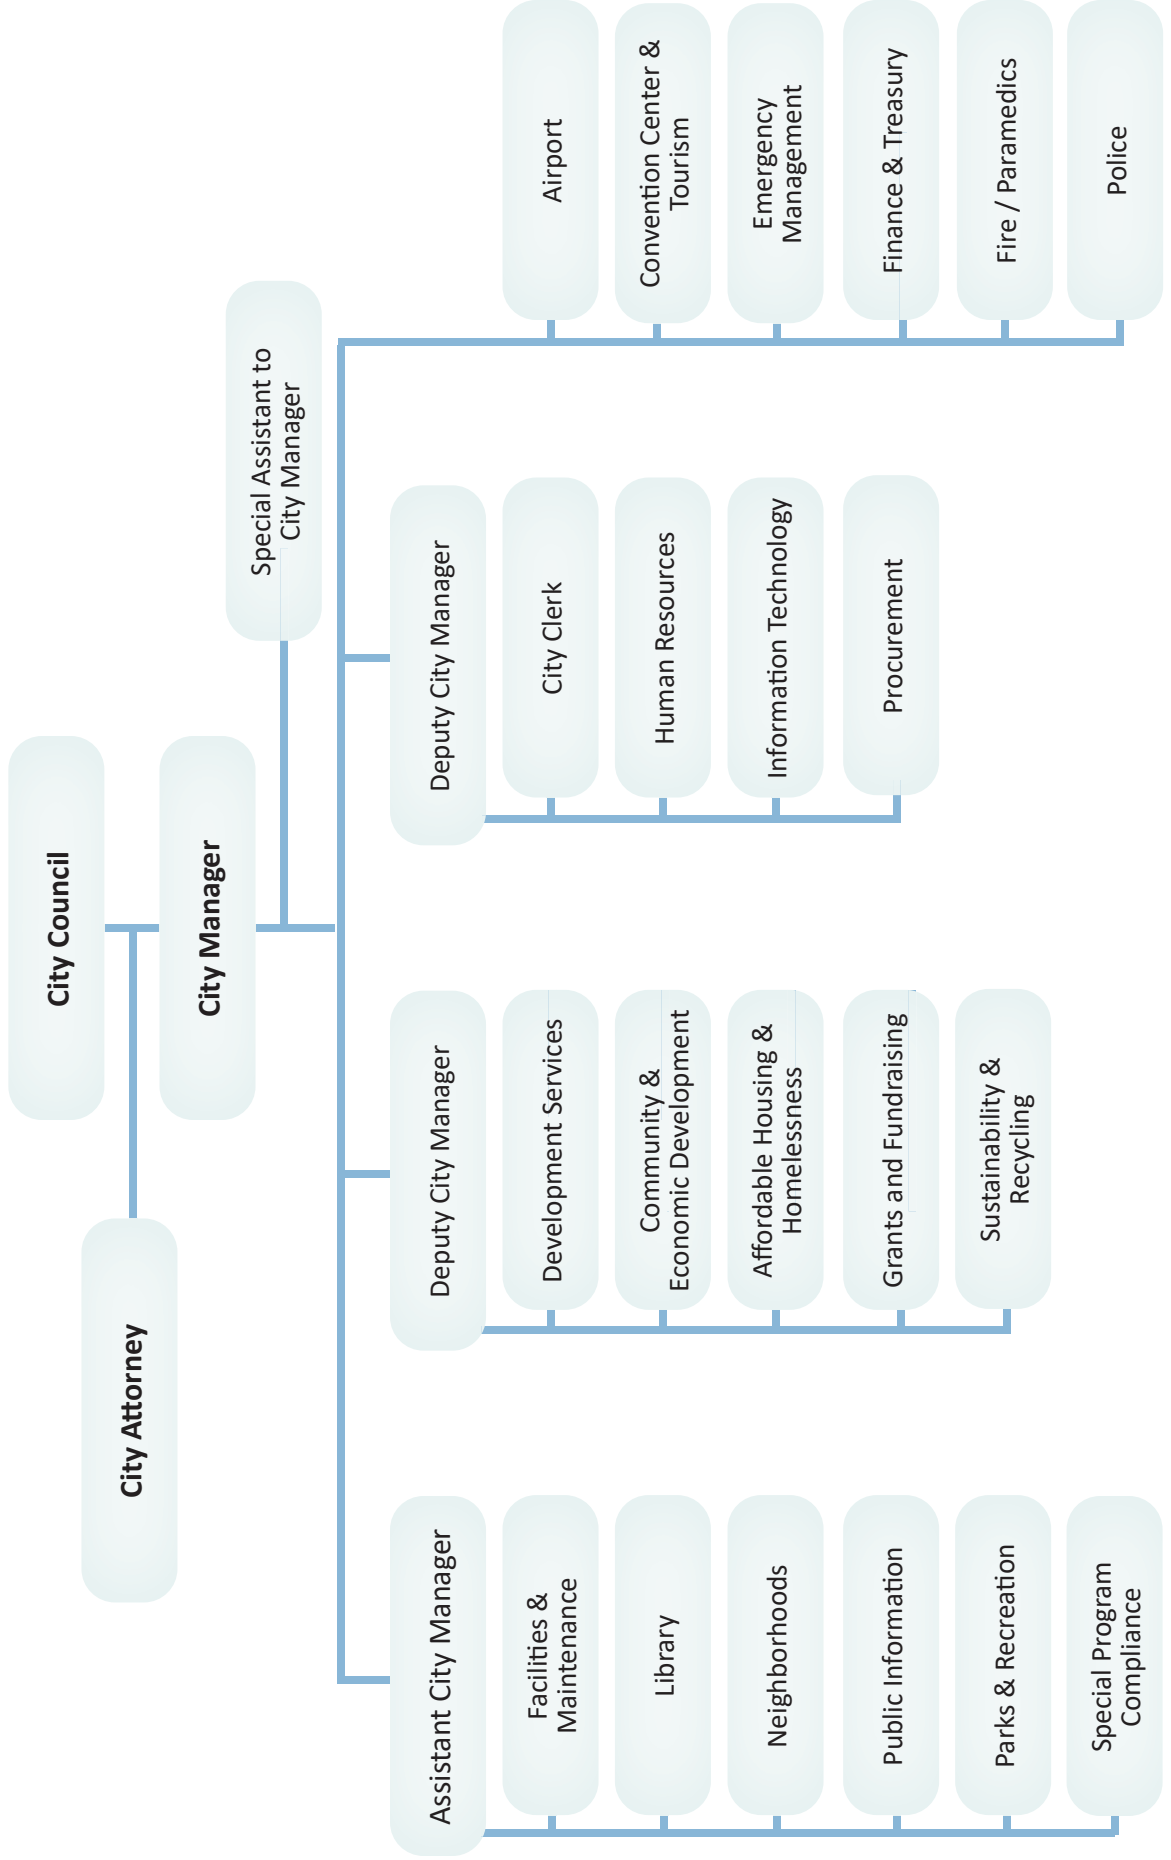 City Council
City Attorney
City Manager
Special Assistant to
City Manager
Assistant City Manager
Facilities &
Maintenance
Library
Neighborhoods
Public Information
Parks & Recreation
Special Program
Compliance
Deputy City Manager
Development Services
Community &
Economic Development
Affordable Housing &
Homelessness
Grants and Fundraising
Sustainability &
Recycling
Deputy City Manager
City Clerk
Human Resources
Information Technology
Procurement
Airport
Convention Center &
Tourism
Emergency
Management
Finance & Treasury
Fire / Paramedics
Police